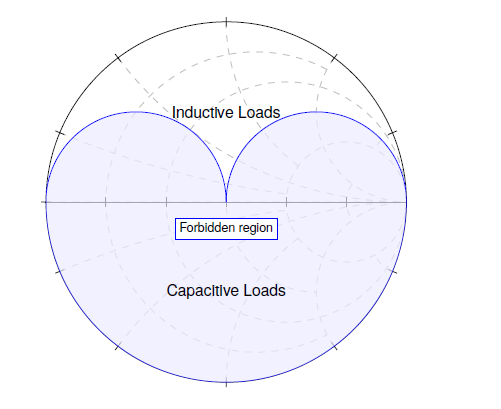 Inductive Loads
Forbidden region
Capacitive Loads